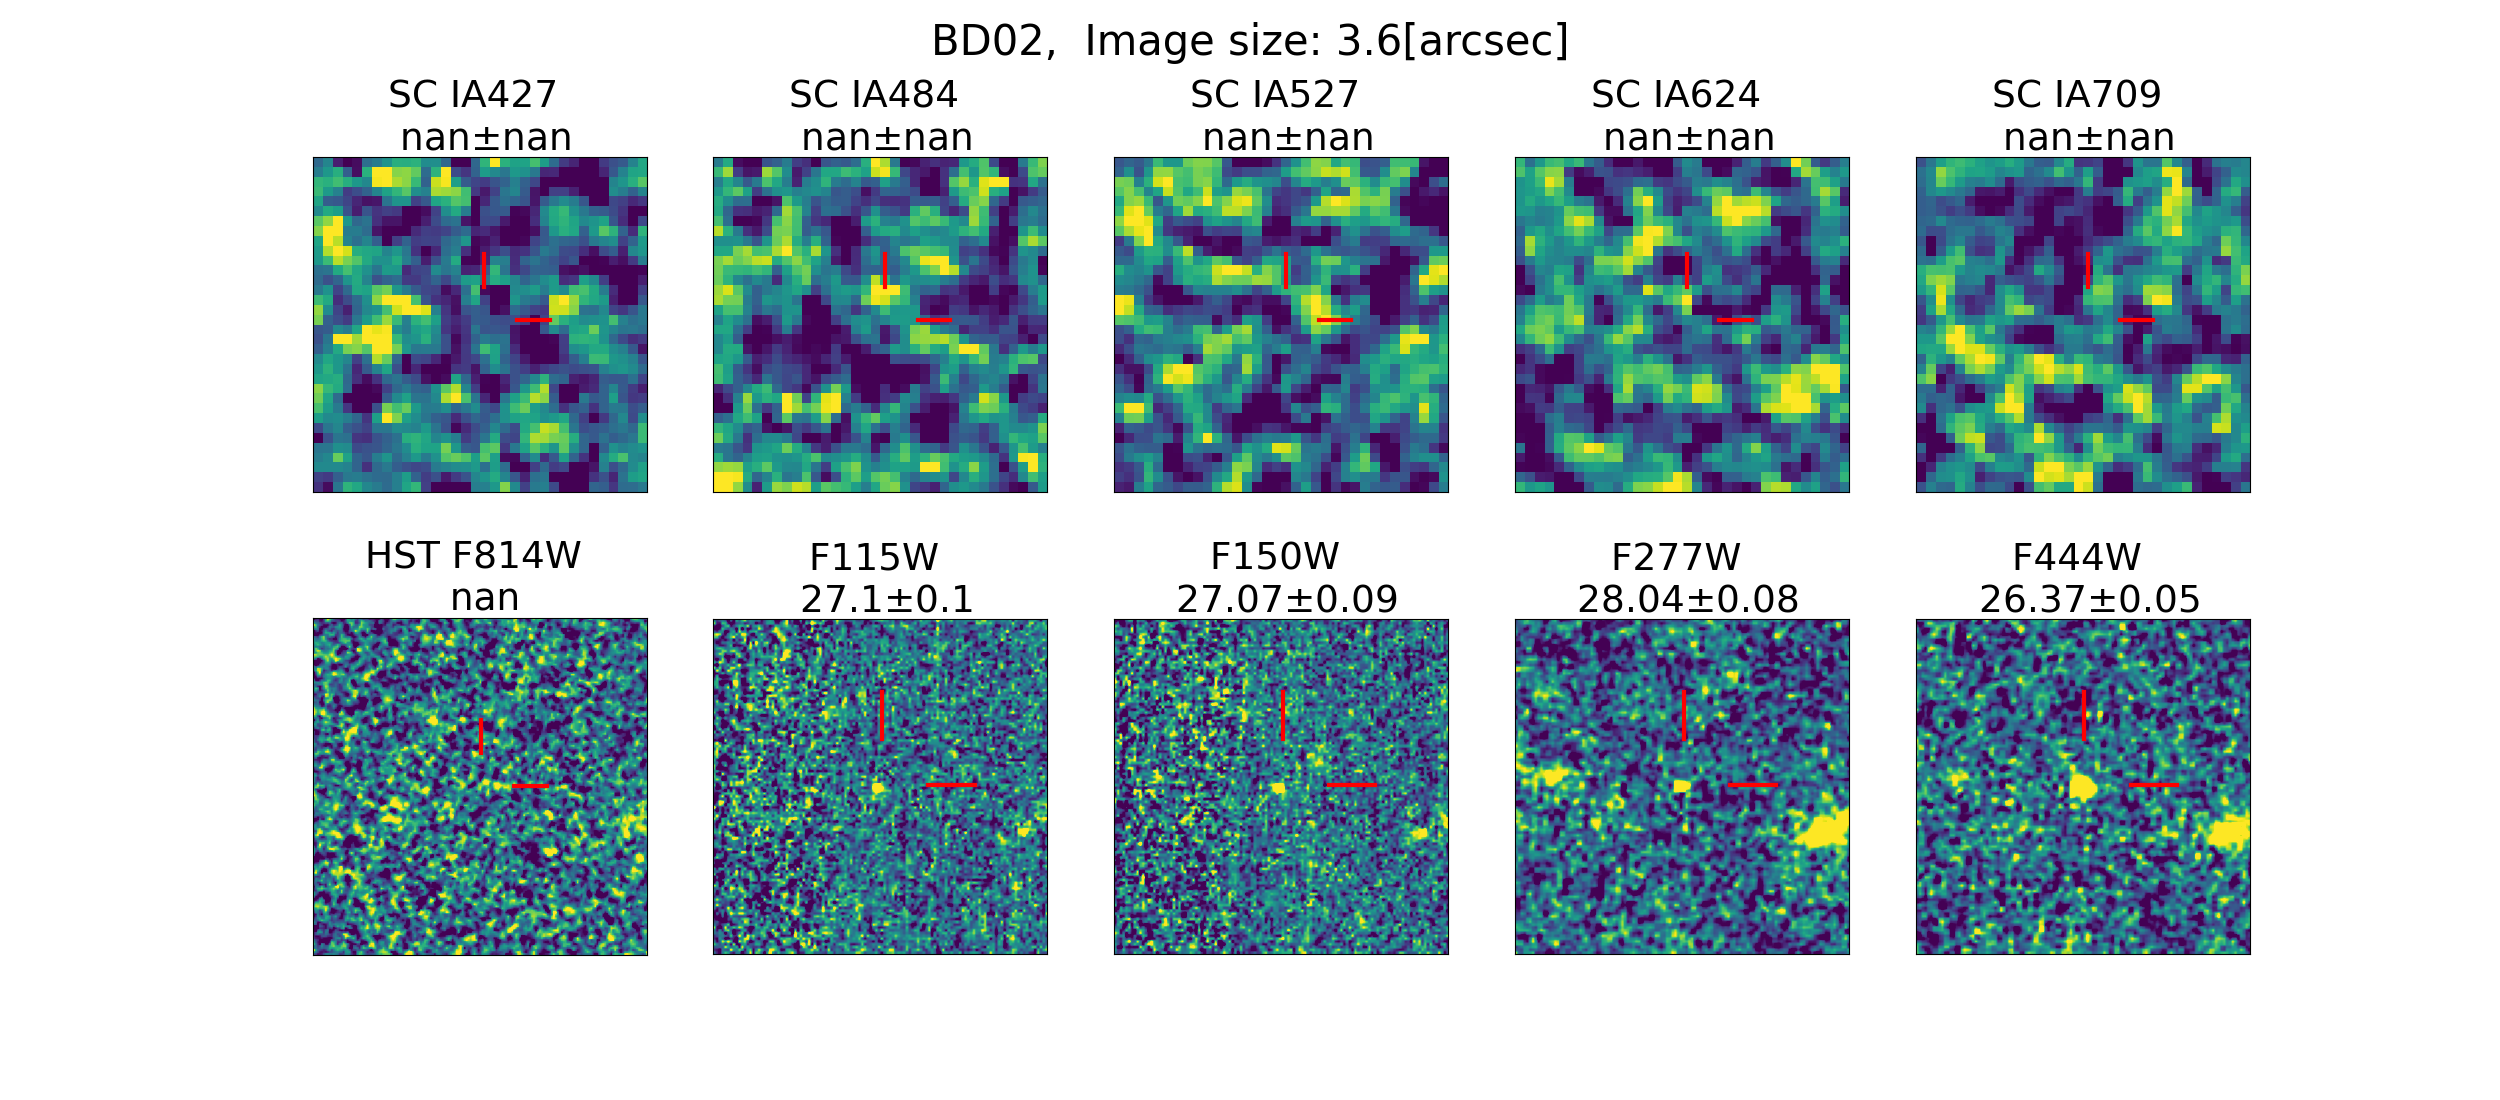 BD02,  Image size: 3.6[arcsec]
SC IA427
nan±nan
SC IA484
nan±nan
SC IA527
nan±nan
SC IA624
nan±nan
SC IA709
nan±nan
HST F814W
nan
F115W
27.1±0.1
F150W
27.07±0.09
F277W
28.04±0.08
F444W
26.37±0.05